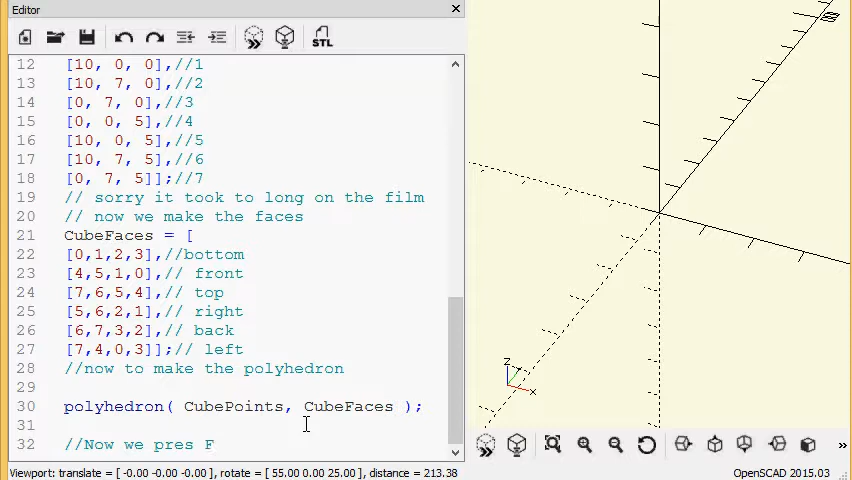 Editor
STL
12 [10, 0, 0],//1
13 [10, 7, 0],//2
14 [0, 7, 0],//3
15 [0, 0, 5],//4
16 [10, 0, 5],//5
17 [10, 7, 5],//6
18 [0, 7, 5]];//7
19 // sorry it took to long on the film
20 // now we make the faces
21 CubeFaces = [
22 [0,1,2,3],//bottom
23 [4,5,1,0],// front
24 [7,6,5,4],// top
25 [5,6,2,1],// right
26 [6,7,3,2],// back
27 [7,4,0,3]];// left
28 //now to make the polyhedron
29
30 polyhedron( CubePoints, CubeFaces );
31
32 //Now we pres F
z
x
Viewport: translate = [ -0.00 -0.00 -0.00 ], rotate = [ 55.00 0.00 25.00 ], distance = 213.38
OpenSCAD 2015.03